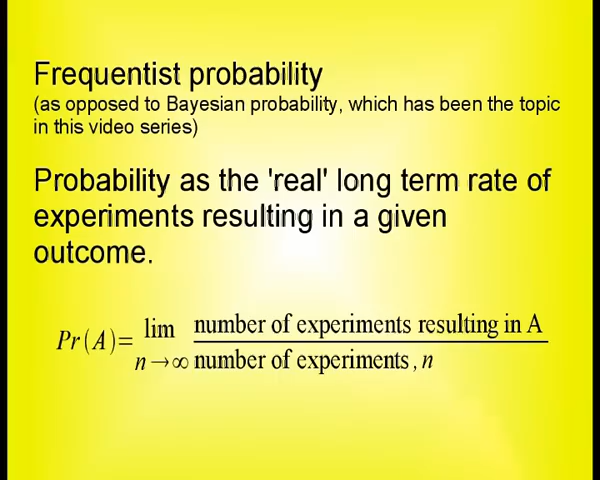 Frequentist probability
(as opposed to Bayesian probability, which has been the topic
in this video series)
Probability as the 'real' long term rate of
experiments resulting in a given
outcome.
Pr(A)= lim n→∞ number of experiments resulting in A
number of experiments, n